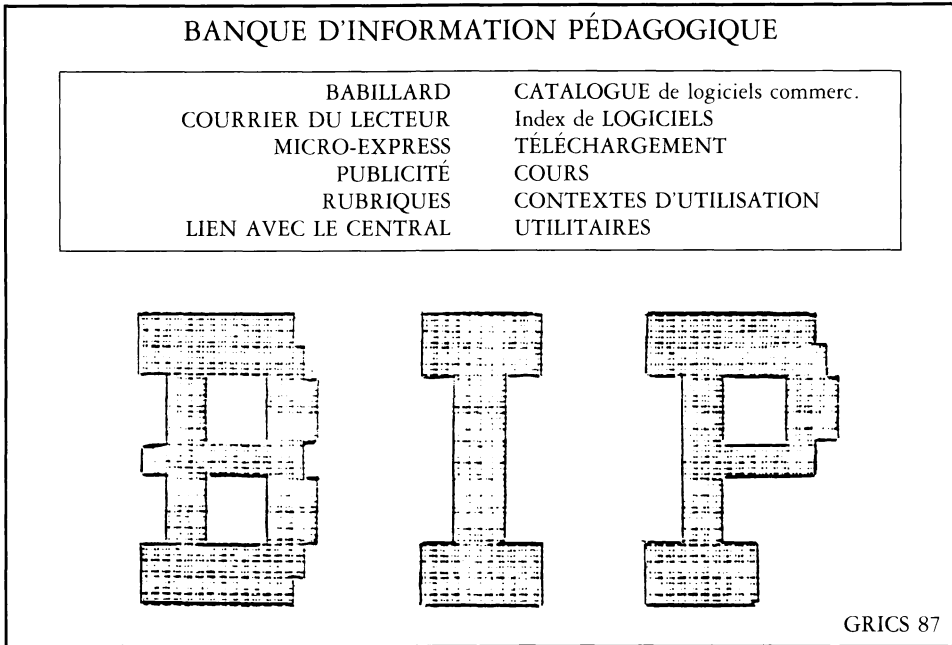 BANQUE D'INFORMATION PÉDAGOGIQUE
BABILLARD CATALOGUE de logiciels commerc.
COURRIER DU LECTEUR Index de LOGICIELS
MICRO-EXPRESS TÉLÉCHARGEMENT
PUBLICITÉ COURS
RUBRIQUES CONTEXTES D'UTILISATION
LIEN AVEC LE CENTRAL UTILITAIRES
BIP
GRICS 87